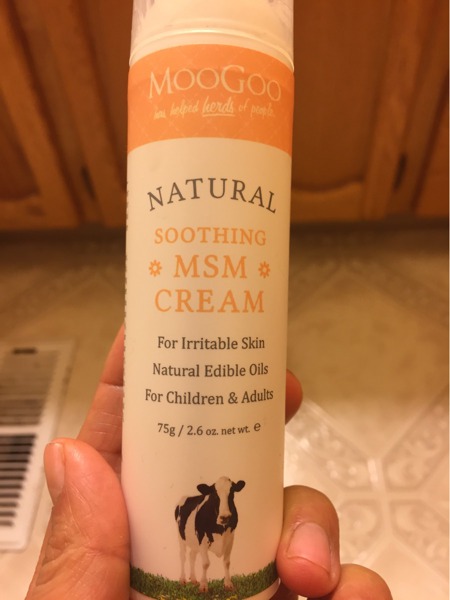 MOOGOO
has helped herds of people.
NATURAL
SOOTHING
MSM
CREAM
For Irritable Skin
Natural Edible Oils
For Children & Adults
75g / 2.6 oz. net wt. ℮